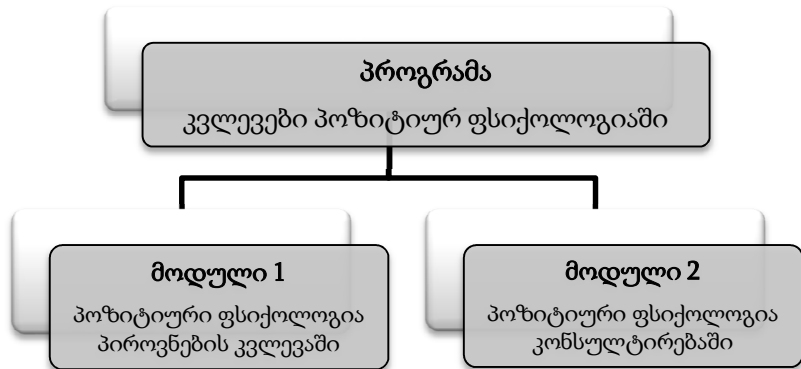 პროგრამა
კვლევები პოზიტიურ ფსიქოლოგიაში
მოდული 1
პოზიტიური ფსიქოლოგია
პიროვნების კვლევაში
მოდული 2
პოზიტიური ფსიქოლოგია
კონსულტირებაში